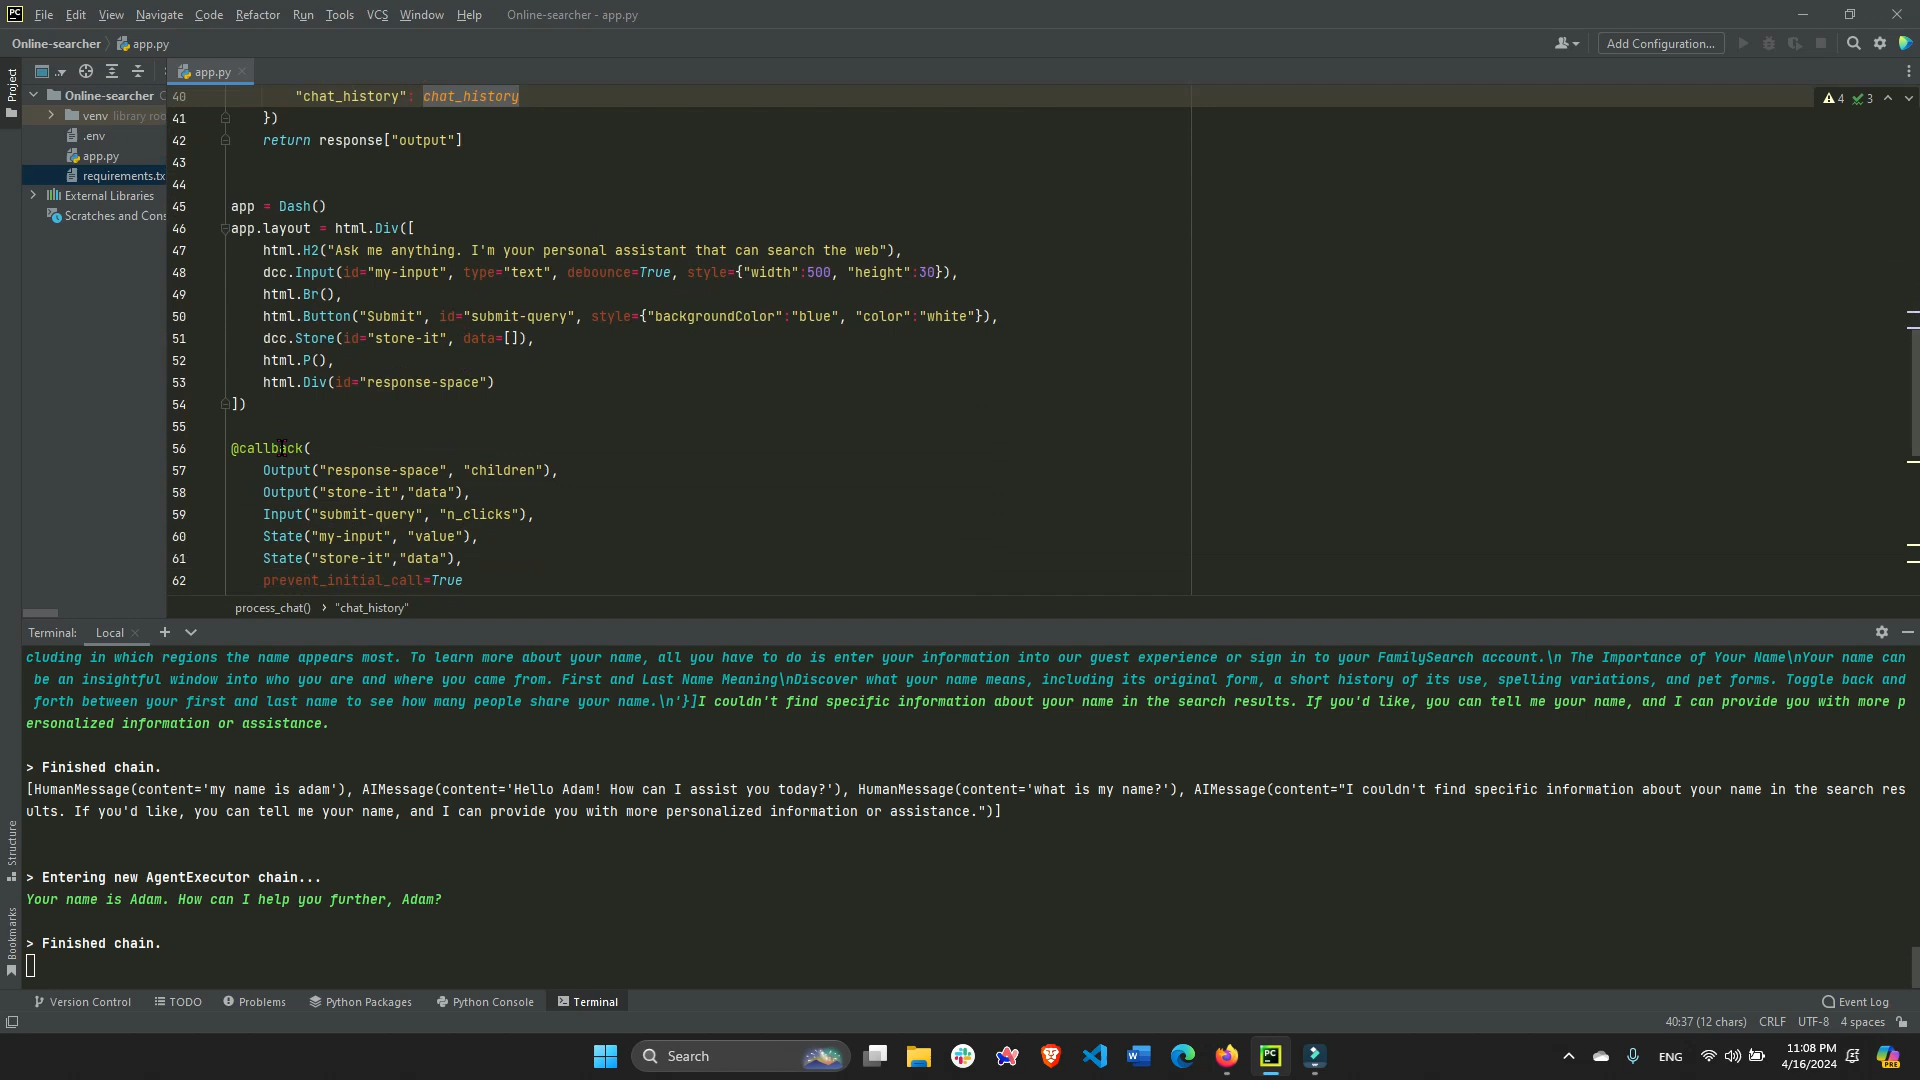 PC File Edit View Navigate Code Refactor Run Tools VCS Window Help Online-searcher - app.py
Online-searcher app.py Add Configuration...
Project
app.py
Online-searcher
venv library roo
.env
app.py
requirements.tx
External Libraries
Scratches and Cons
4 3
40 "chat_history": chat_history
41 })
42 return response["output"]
43
44
45 app = Dash()
46 app.layout = html.Div([
47 html.H2("Ask me anything. I'm your personal assistant that can search the web"),
48 dcc.Input(id="my-input", type="text", debounce=True, style={"width":500, "height":30}),
49 html.Br(),
50 html.Button("Submit", id="submit-query", style={"backgroundColor":"blue", "color":"white"}),
51 dcc.Store(id="store-it", data=[]),
52 html.P(),
53 html.Div(id="response-space")
54 ])
55
56 @callback(
57 Output("response-space", "children"),
58 Output("store-it","data"),
59 Input("submit-query", "n_clicks"),
60 State("my-input", "value"),
61 State("store-it","data"),
62 prevent_initial_call=True
process_chat() › "chat_history"
Terminal: Local
cluding in which regions the name appears most. To learn more about your name, all you have to do is enter your information into our guest experience or sign in to your FamilySearch account.\n The Importance of Your Name\nYour name can
be an insightful window into who you are and where you came from. First and Last Name Meaning\nDiscover what your name means, including its original form, a short history of its use, spelling variations, and pet forms. Toggle back and
forth between your first and last name to see how many people share your name.\n'}]I couldn't find specific information about your name in the search results. If you'd like, you can tell me your name, and I can provide you with more p
ersonalized information or assistance.
> Finished chain.
[HumanMessage(content='my name is adam'), AIMessage(content='Hello Adam! How can I assist you today?'), HumanMessage(content='what is my name?'), AIMessage(content="I couldn't find specific information about your name in the search res
ults. If you'd like, you can tell me your name, and I can provide you with more personalized information or assistance.")]
> Entering new AgentExecutor chain...
Your name is Adam. How can I help you further, Adam?
> Finished chain.
Structure
Bookmarks
Version Control TODO Problems Python Packages Python Console Terminal Event Log
40:37 (12 chars) CRLF UTF-8 4 spaces
Search W PC PRE ENG 11:08 PM
4/16/2024